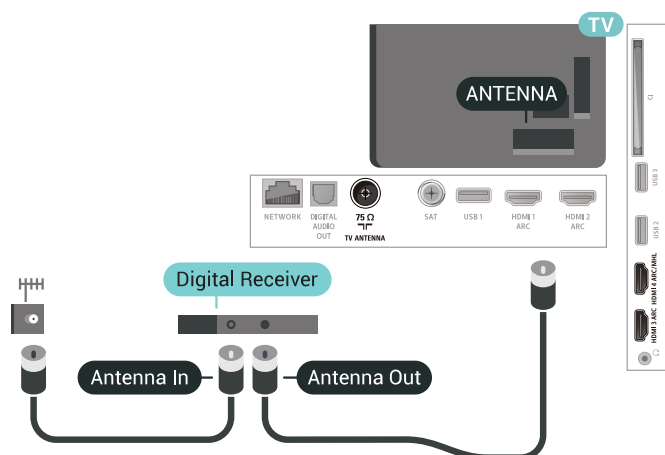 TV
ANTENNA
CI
USB 3
NETWORK
DIGITAL
AUDIO
OUT
75 Ω
TV ANTENNA
SAT
USB 1
HDMI 1
ARC
HDMI 2
ARC
USB 2
HDMI 4 ARC/MHL
HDMI 3 ARC
Digital Receiver
Antenna In
Antenna Out